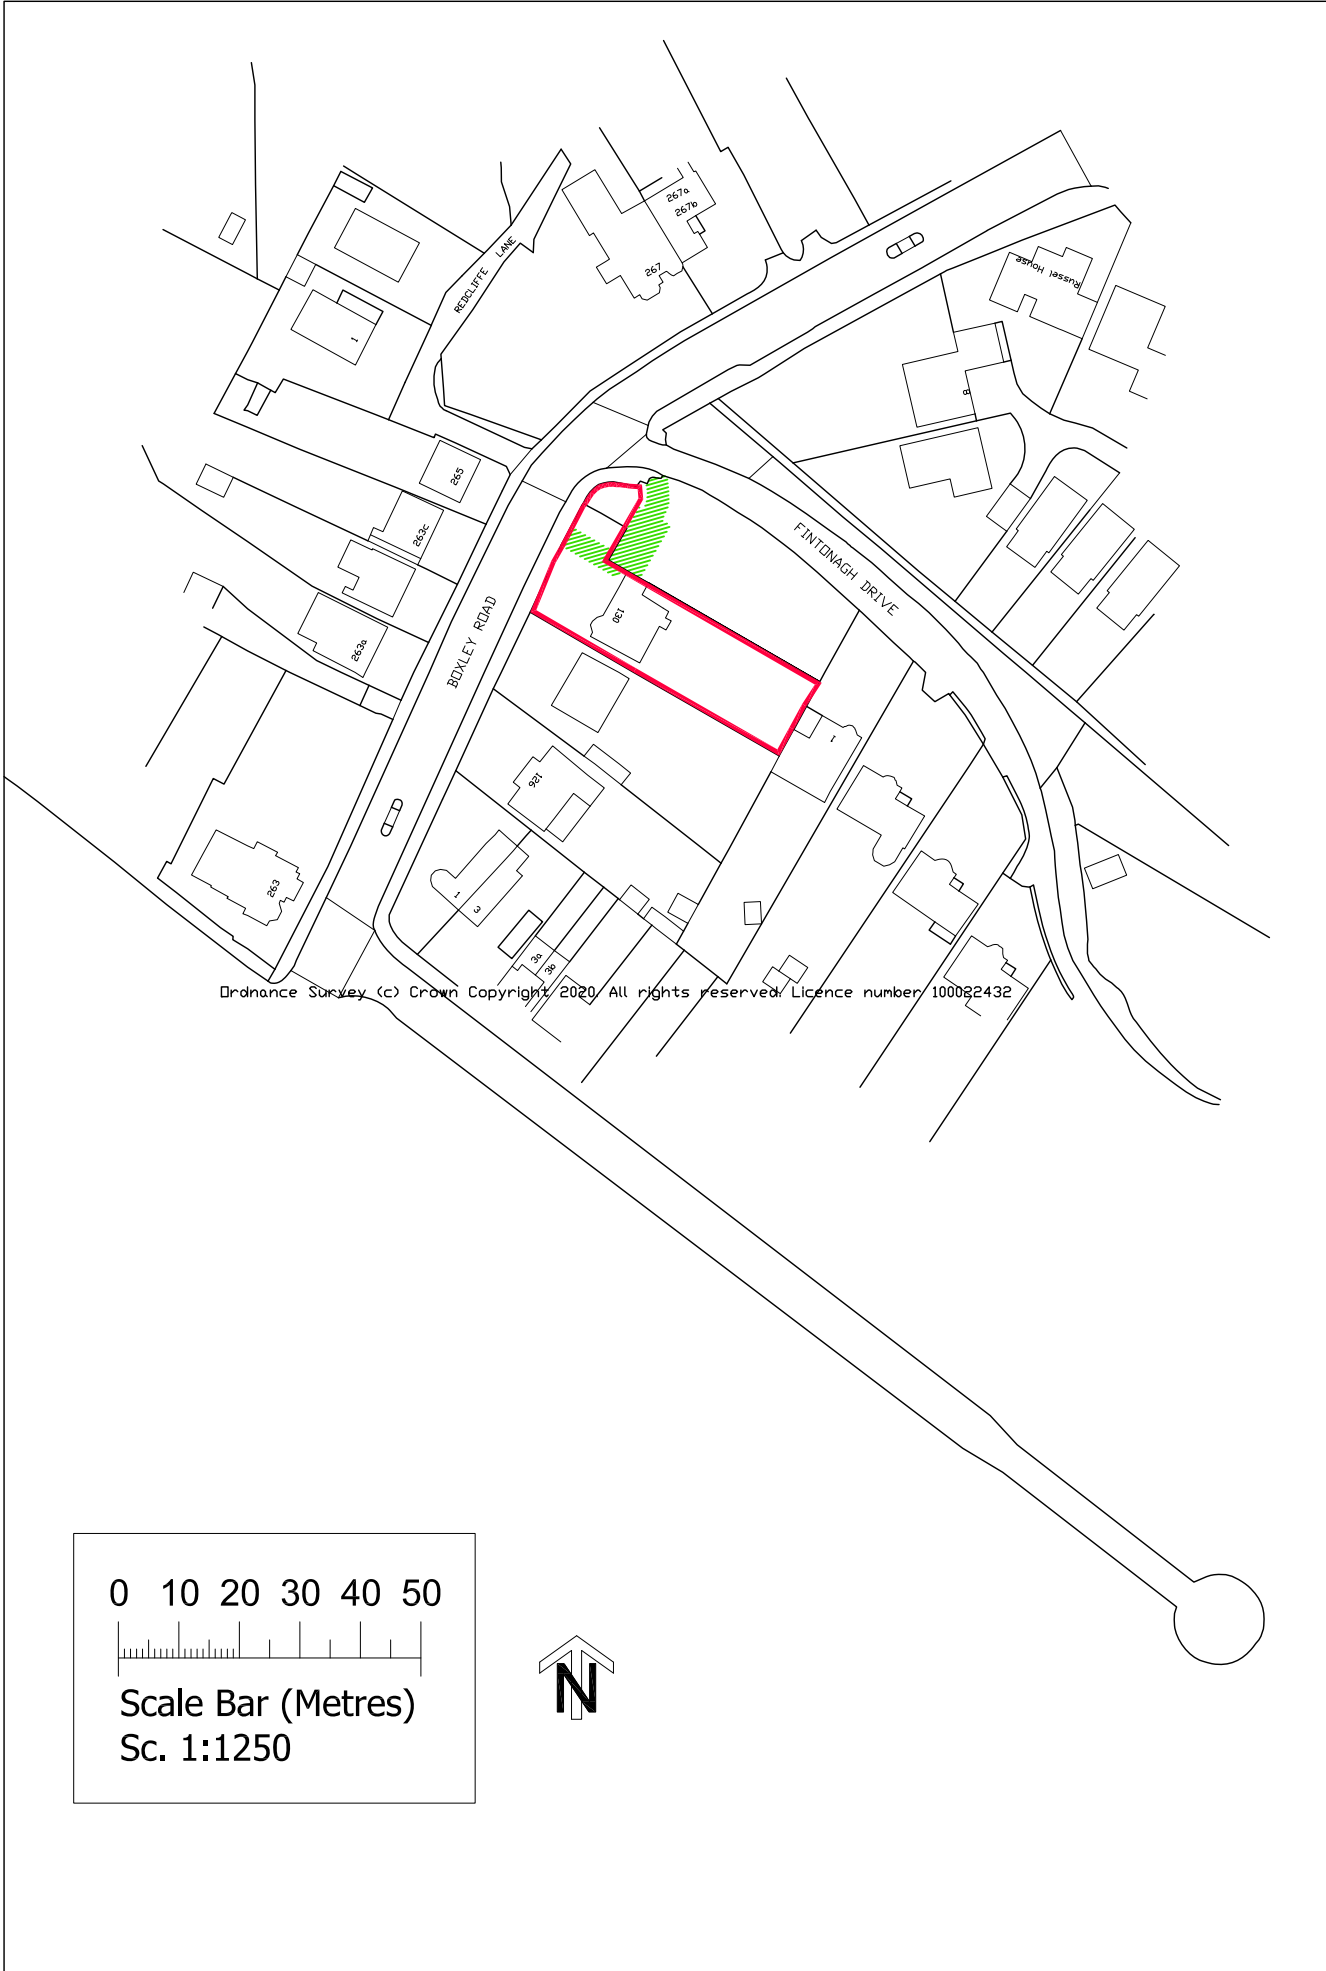 267a
267b
267
REDCLIFFE LANE
Russel House
1
8
265
263c
FINTONAGH DRIVE
130
BOXLEY ROAD
263a
1
126
263
1
3
3a
3b
Ordnance Survey (c) Crown Copyright 2020. All rights reserved. Licence number 100022432
0 10 20 30 40 50
Scale Bar (Metres)
Sc. 1:1250
N